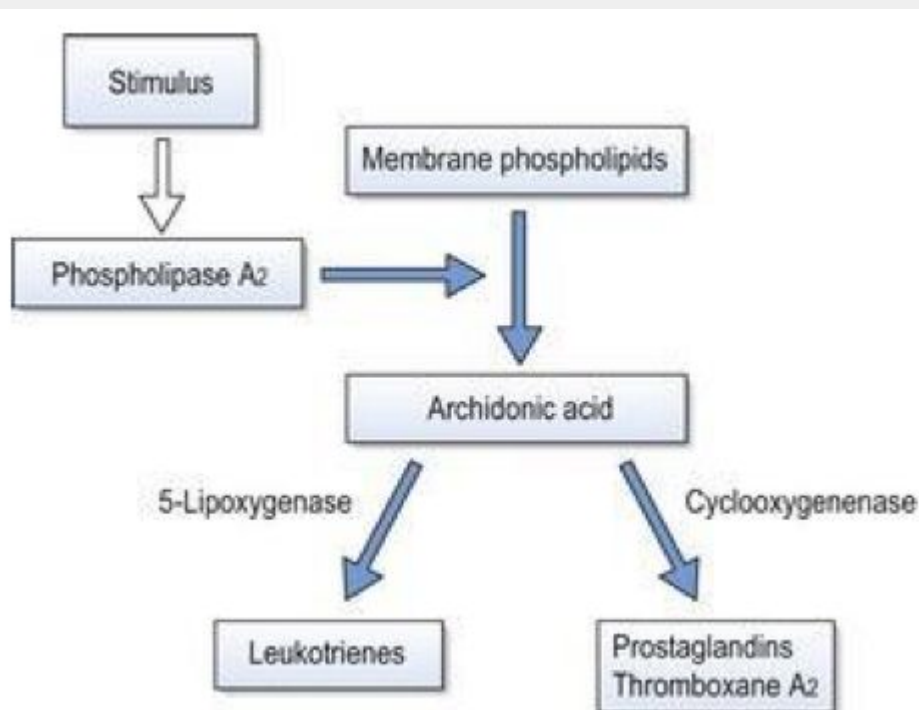 Stimulus
Membrane phospholipids
Phospholipase A2
Archidonic acid
5-Lipoxygenase
Cyclooxygenenase
Leukotrienes
Prostaglandins
Thromboxane A2